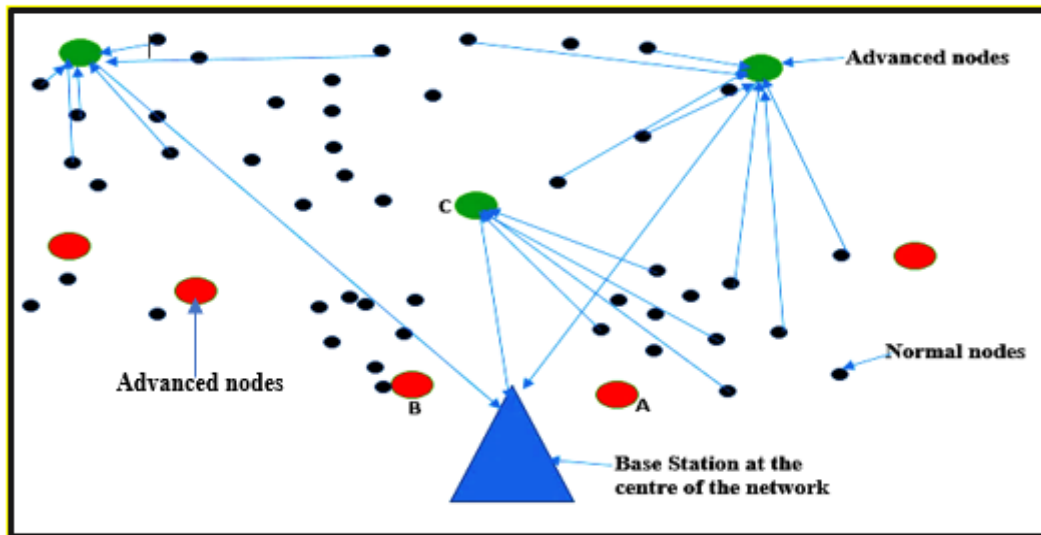 Advanced nodes
C
Normal nodes
Advanced nodes
B
A
Base Station at the
centre of the network